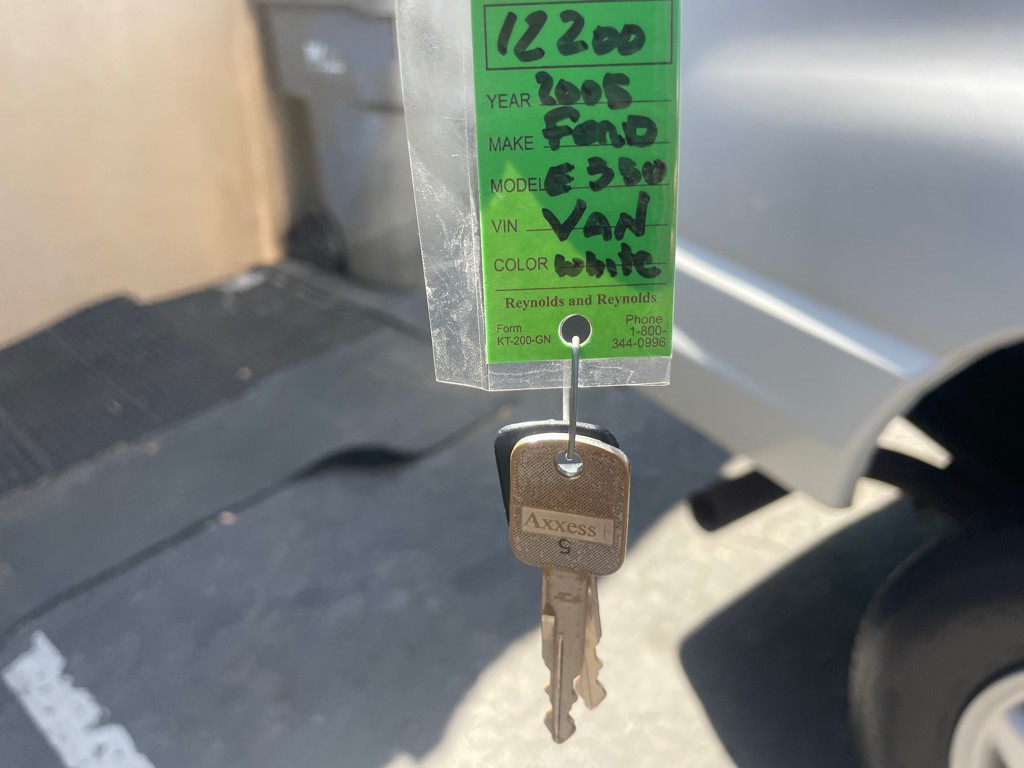 12200
YEAR 2005
MAKE Ford
MODEL E 350
VIN VAN
COLOR white
Reynolds and Reynolds
Form
KT-200-GN
Phone
1-800-
344-0996
Axxess
5